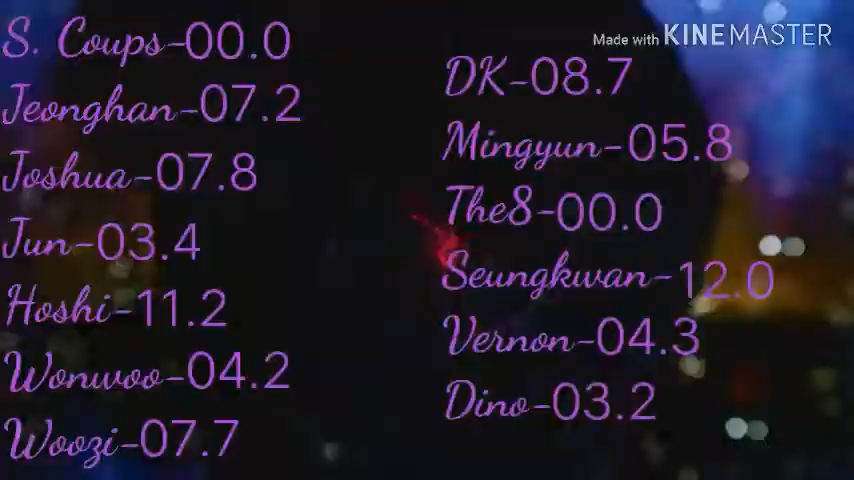 Made with KINEMASTER
S. Coups-00.0
Jeonghan-07.2
Joshua-07.8
Jun-03.4
Hoshi-11.2
Wonwoo-04.2
Woozi-07.7
DK-08.7
Mingyun-05.8
The8-00.0
Seungkwan-12.0
Vernon-04.3
Dino-03.2